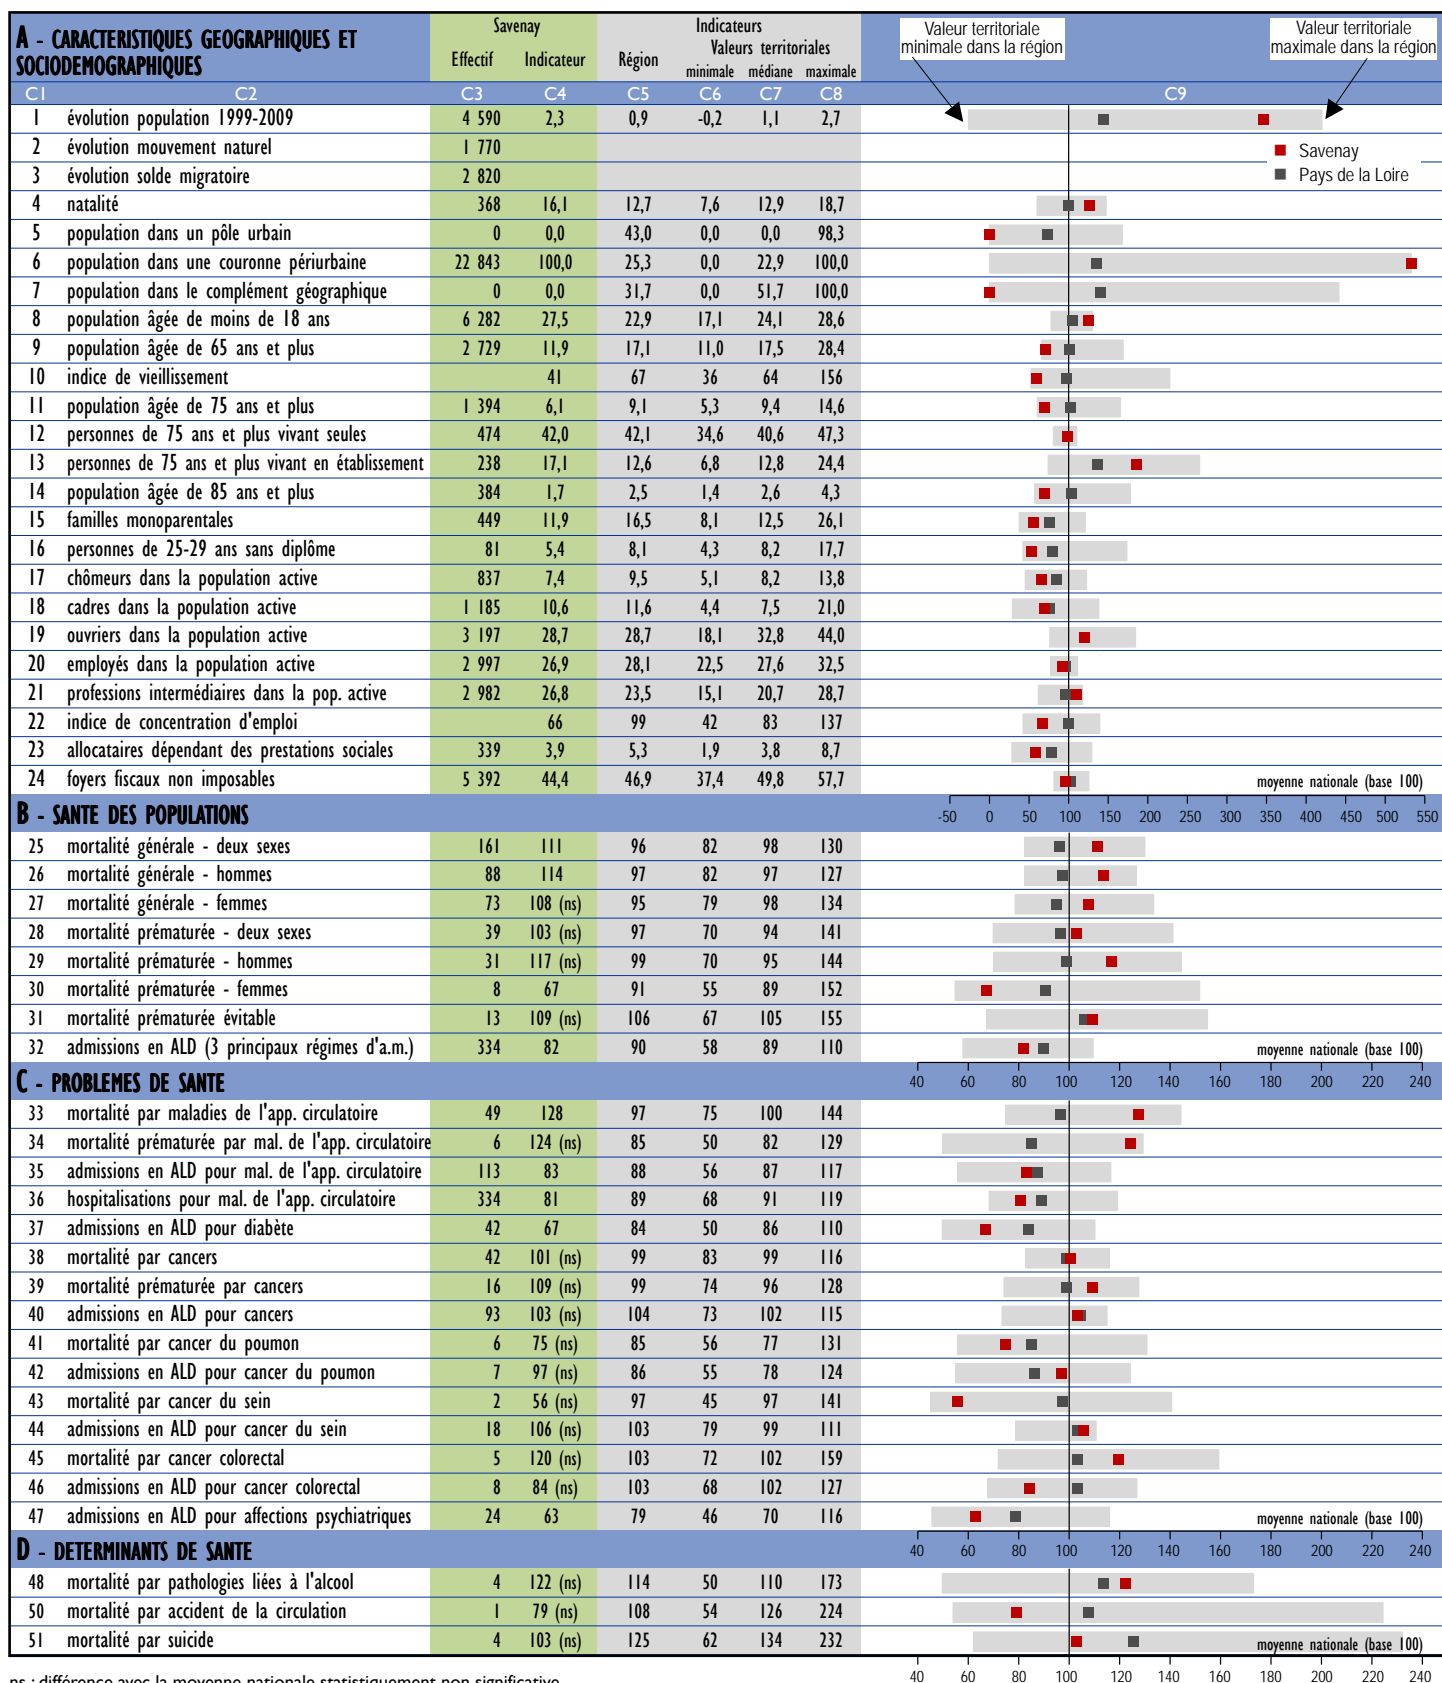 A - CARACTERISTIQUES GEOGRAPHIQUES ET SOCIODEMOGRAPHIQUES
Savenay
Effectif Indicateur
Indicateurs
Région
Valeurs territoriales
minimale médiane maximale
Valeur territoriale minimale dans la région
Valeur territoriale maximale dans la région
C1 C2 C3 C4 C5 C6 C7 C8 C9
1 évolution population 1999-2009 4 590 2,3 0,9 -0,2 1,1 2,7
2 évolution mouvement naturel 1 770
3 évolution solde migratoire 2 820
Savenay
Pays de la Loire
4 natalité 368 16,1 12,7 7,6 12,9 18,7
5 population dans un pôle urbain 0 0,0 43,0 0,0 0,0 98,3
6 population dans une couronne périurbaine 22 843 100,0 25,3 0,0 22,9 100,0
7 population dans le complément géographique 0 0,0 31,7 0,0 51,7 100,0
8 population âgée de moins de 18 ans 6 282 27,5 22,9 17,1 24,1 28,6
9 population âgée de 65 ans et plus 2 729 11,9 17,1 11,0 17,5 28,4
10 indice de vieillissement 41 67 36 64 156
11 population âgée de 75 ans et plus 1 394 6,1 9,1 5,3 9,4 14,6
12 personnes de 75 ans et plus vivant seules 474 42,0 42,1 34,6 40,6 47,3
13 personnes de 75 ans et plus vivant en établissement 238 17,1 12,6 6,8 12,8 24,4
14 population âgée de 85 ans et plus 384 1,7 2,5 1,4 2,6 4,3
15 familles monoparentales 449 11,9 16,5 8,1 12,5 26,1
16 personnes de 25-29 ans sans diplôme 81 5,4 8,1 4,3 8,2 17,7
17 chômeurs dans la population active 837 7,4 9,5 5,1 8,2 13,8
18 cadres dans la population active 1 185 10,6 11,6 4,4 7,5 21,0
19 ouvriers dans la population active 3 197 28,7 28,7 18,1 32,8 44,0
20 employés dans la population active 2 997 26,9 28,1 22,5 27,6 32,5
21 professions intermédiaires dans la pop. active 2 982 26,8 23,5 15,1 20,7 28,7
22 indice de concentration d'emploi 66 99 42 83 137
23 allocataires dépendant des prestations sociales 339 3,9 5,3 1,9 3,8 8,7
24 foyers fiscaux non imposables 5 392 44,4 46,9 37,4 49,8 57,7 moyenne nationale (base 100)
B - SANTE DES POPULATIONS -50 0 50 100 150 200 250 300 350 400 450 500 550
25 mortalité générale - deux sexes 161 111 96 82 98 130
26 mortalité générale - hommes 88 114 97 82 97 127
27 mortalité générale - femmes 73 108 (ns) 95 79 98 134
28 mortalité prématurée - deux sexes 39 103 (ns) 97 70 94 141
29 mortalité prématurée - hommes 31 117 (ns) 99 70 95 144
30 mortalité prématurée - femmes 8 67 91 55 89 152
31 mortalité prématurée évitable 13 109 (ns) 106 67 105 155
32 admissions en ALD (3 principaux régimes d'a.m.) 334 82 90 58 89 110 moyenne nationale (base 100)
C - PROBLEMES DE SANTE 40 60 80 100 120 140 160 180 200 220 240
33 mortalité par maladies de l'app. circulatoire 49 128 97 75 100 144
34 mortalité prématurée par mal. de l'app. circulatoire 6 124 (ns) 85 50 82 129
35 admissions en ALD pour mal. de l'app. circulatoire 113 83 88 56 87 117
36 hospitalisations pour mal. de l'app. circulatoire 334 81 89 68 91 119
37 admissions en ALD pour diabète 42 67 84 50 86 110
38 mortalité par cancers 42 101 (ns) 99 83 99 116
39 mortalité prématurée par cancers 16 109 (ns) 99 74 96 128
40 admissions en ALD pour cancers 93 103 (ns) 104 73 102 115
41 mortalité par cancer du poumon 6 75 (ns) 85 56 77 131
42 admissions en ALD pour cancer du poumon 7 97 (ns) 86 55 78 124
43 mortalité par cancer du sein 2 56 (ns) 97 45 97 141
44 admissions en ALD pour cancer du sein 18 106 (ns) 103 79 99 111
45 mortalité par cancer colorectal 5 120 (ns) 103 72 102 159
46 admissions en ALD pour cancer colorectal 8 84 (ns) 103 68 102 127
47 admissions en ALD pour affections psychiatriques 24 63 79 46 70 116 moyenne nationale (base 100)
D - DETERMINANTS DE SANTE 40 60 80 100 120 140 160 180 200 220 240
48 mortalité par pathologies liées à l'alcool 4 122 (ns) 114 50 110 173
50 mortalité par accident de la circulation 1 79 (ns) 108 54 126 224
51 mortalité par suicide 4 103 (ns) 125 62 134 232 moyenne nationale (base 100)
40 60 80 100 120 140 160 180 200 220 240
ns : différence avec la moyenne nationale statistiquement non significative